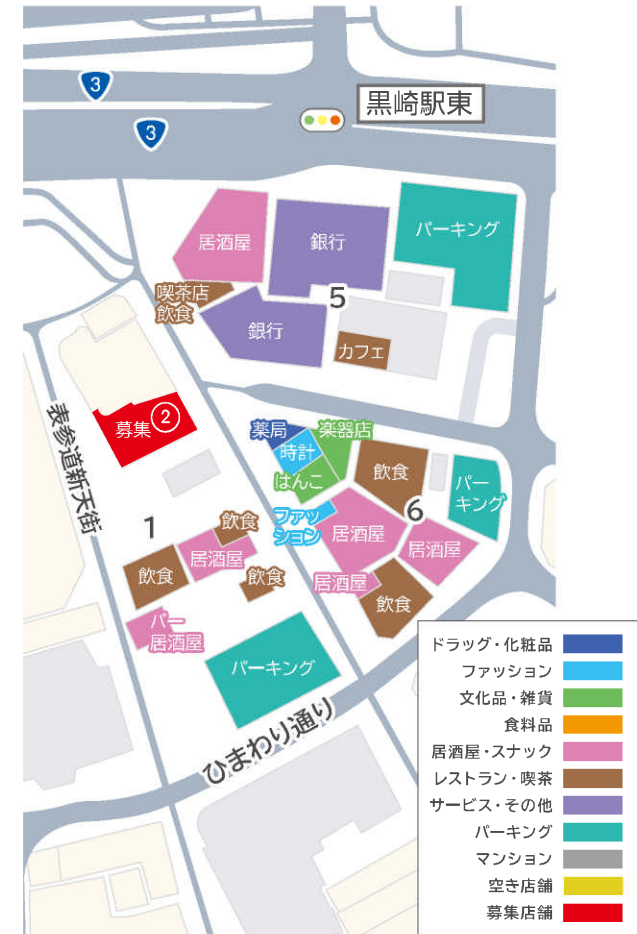 3
黒崎駅東
3
居酒屋
銀行
パーキング
喫茶店
飲食
5
銀行
カフェ
募集
2
表参道新天街
薬局
楽器店
時計
はんこ
飲食
パー
キング
ファッ
ション
6
居酒屋
居酒屋
1
飲食
居酒屋
飲食
飲食
居酒屋
飲食
バー
居酒屋
パーキング
ひまわり通り
ドラッグ・化粧品
ファッション
文化品・雑貨
食料品
居酒屋・スナック
レストラン・喫茶
サービス・その他
パーキング
マンション
空き店舗
募集店舗